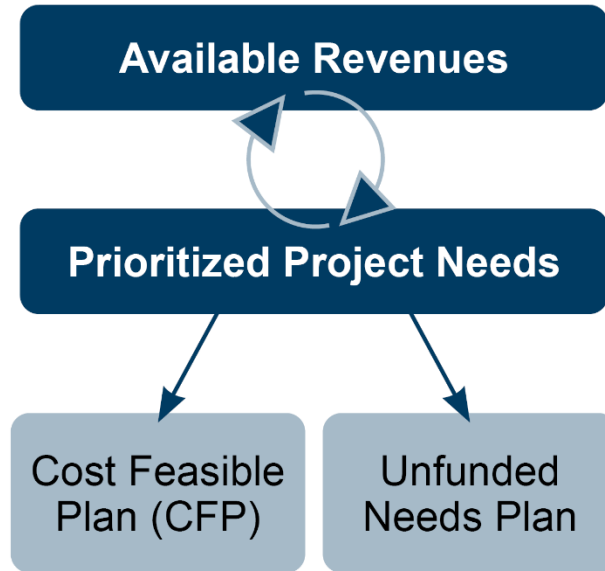 Available Revenues
Prioritized Project Needs
Cost Feasible
Plan (CFP)
Unfunded
Needs Plan